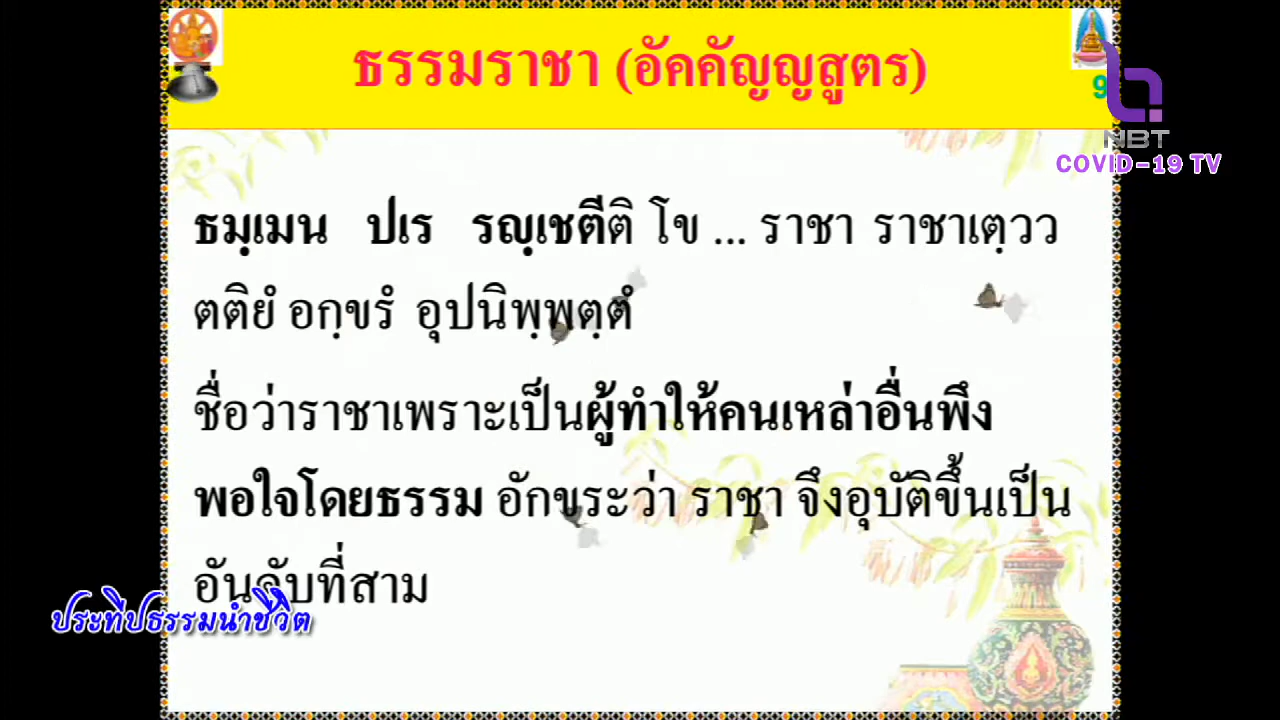 ธรรมราชา (อัคคัญญสูตร)
9
NBT
COVID-19 TV
ธมฺเมน ปเร รญฺเชตีติ โข ... ราชา ราชาเตฺวว
ตติยํ อกฺขรํ อุปนิพฺพตฺตํ
ชื่อว่าราชาเพราะเป็นผู้ทำให้คนเหล่าอื่นพึง
พอใจโดยธรรม อักขระว่า ราชา จึงอุบัติขึ้นเป็น
อันดับที่สาม
ประทีปธรรมนำชีวิต